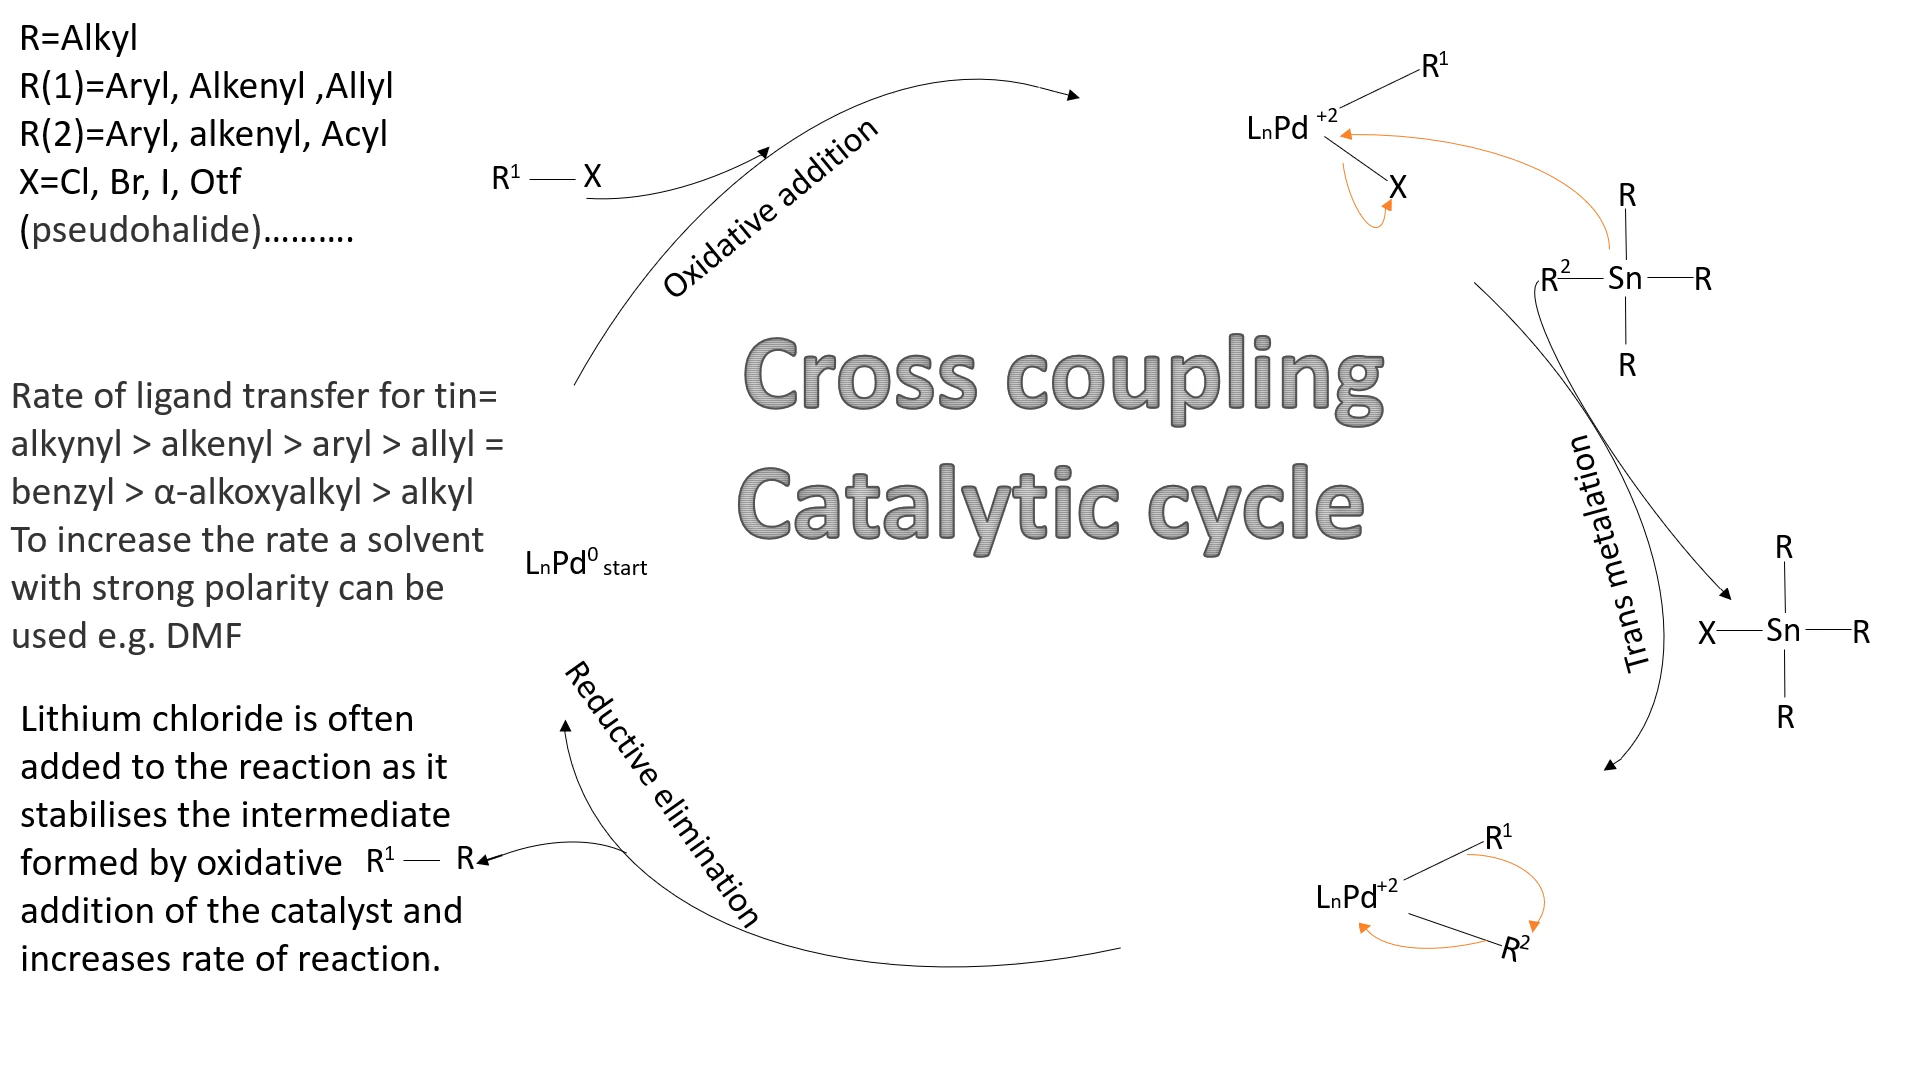 R=Alkyl
R(1)=Aryl, Alkenyl ,Allyl
R(2)=Aryl, alkenyl, Acyl
X=Cl, Br, I, Otf
(pseudohalide)……….
Rate of ligand transfer for tin=
alkynyl > alkenyl > aryl > allyl =
benzyl > α-alkoxyalkyl > alkyl
To increase the rate a solvent
with strong polarity can be
used e.g. DMF
Lithium chloride is often
added to the reaction as it
stabilises the intermediate
formed by oxidative
addition of the catalyst and
increases rate of reaction.
R¹ X
Oxidative addition
Cross coupling
Catalytic cycle
LₙPd⁰ start
R¹
LₙPd ⁺²
X
R
R² Sn R
R
Trans metalation
R
X Sn R
R
R¹
LₙPd⁺²
R²
Reductive elimination
R¹ R